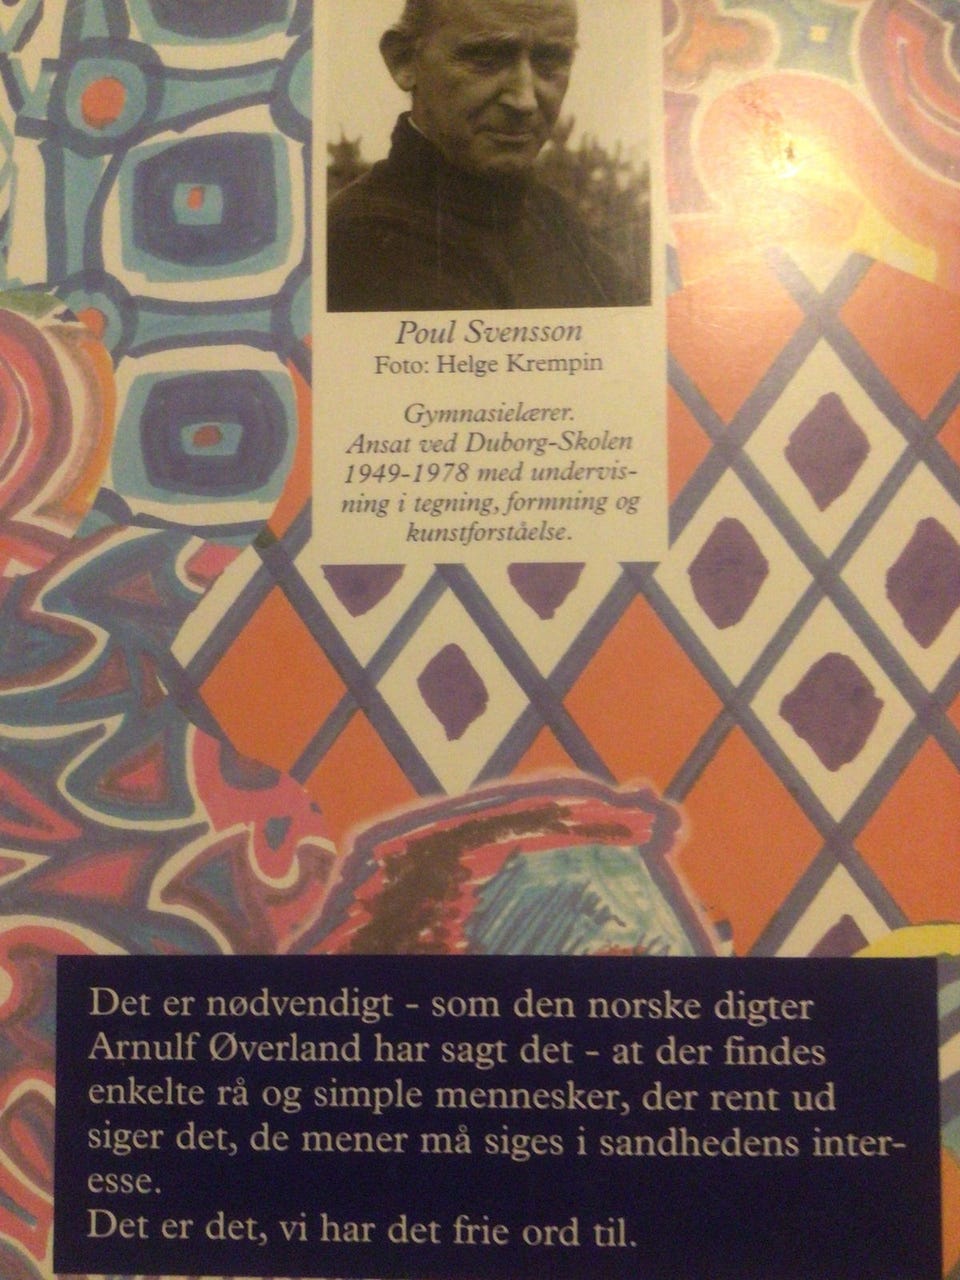 Poul Svensson
Foto: Helge Krempin
Gymnasielærer.
Ansat ved Duborg-Skolen
1949-1978 med undervis-
ning i tegning, formning og
kunstforståelse.
Det er nødvendigt - som den norske digter
Arnulf Øverland har sagt det - at der findes
enkelte rå og simple mennesker, der rent ud
siger det, de mener må siges i sandhedens inter-
esse.
Det er det, vi har det frie ord til.